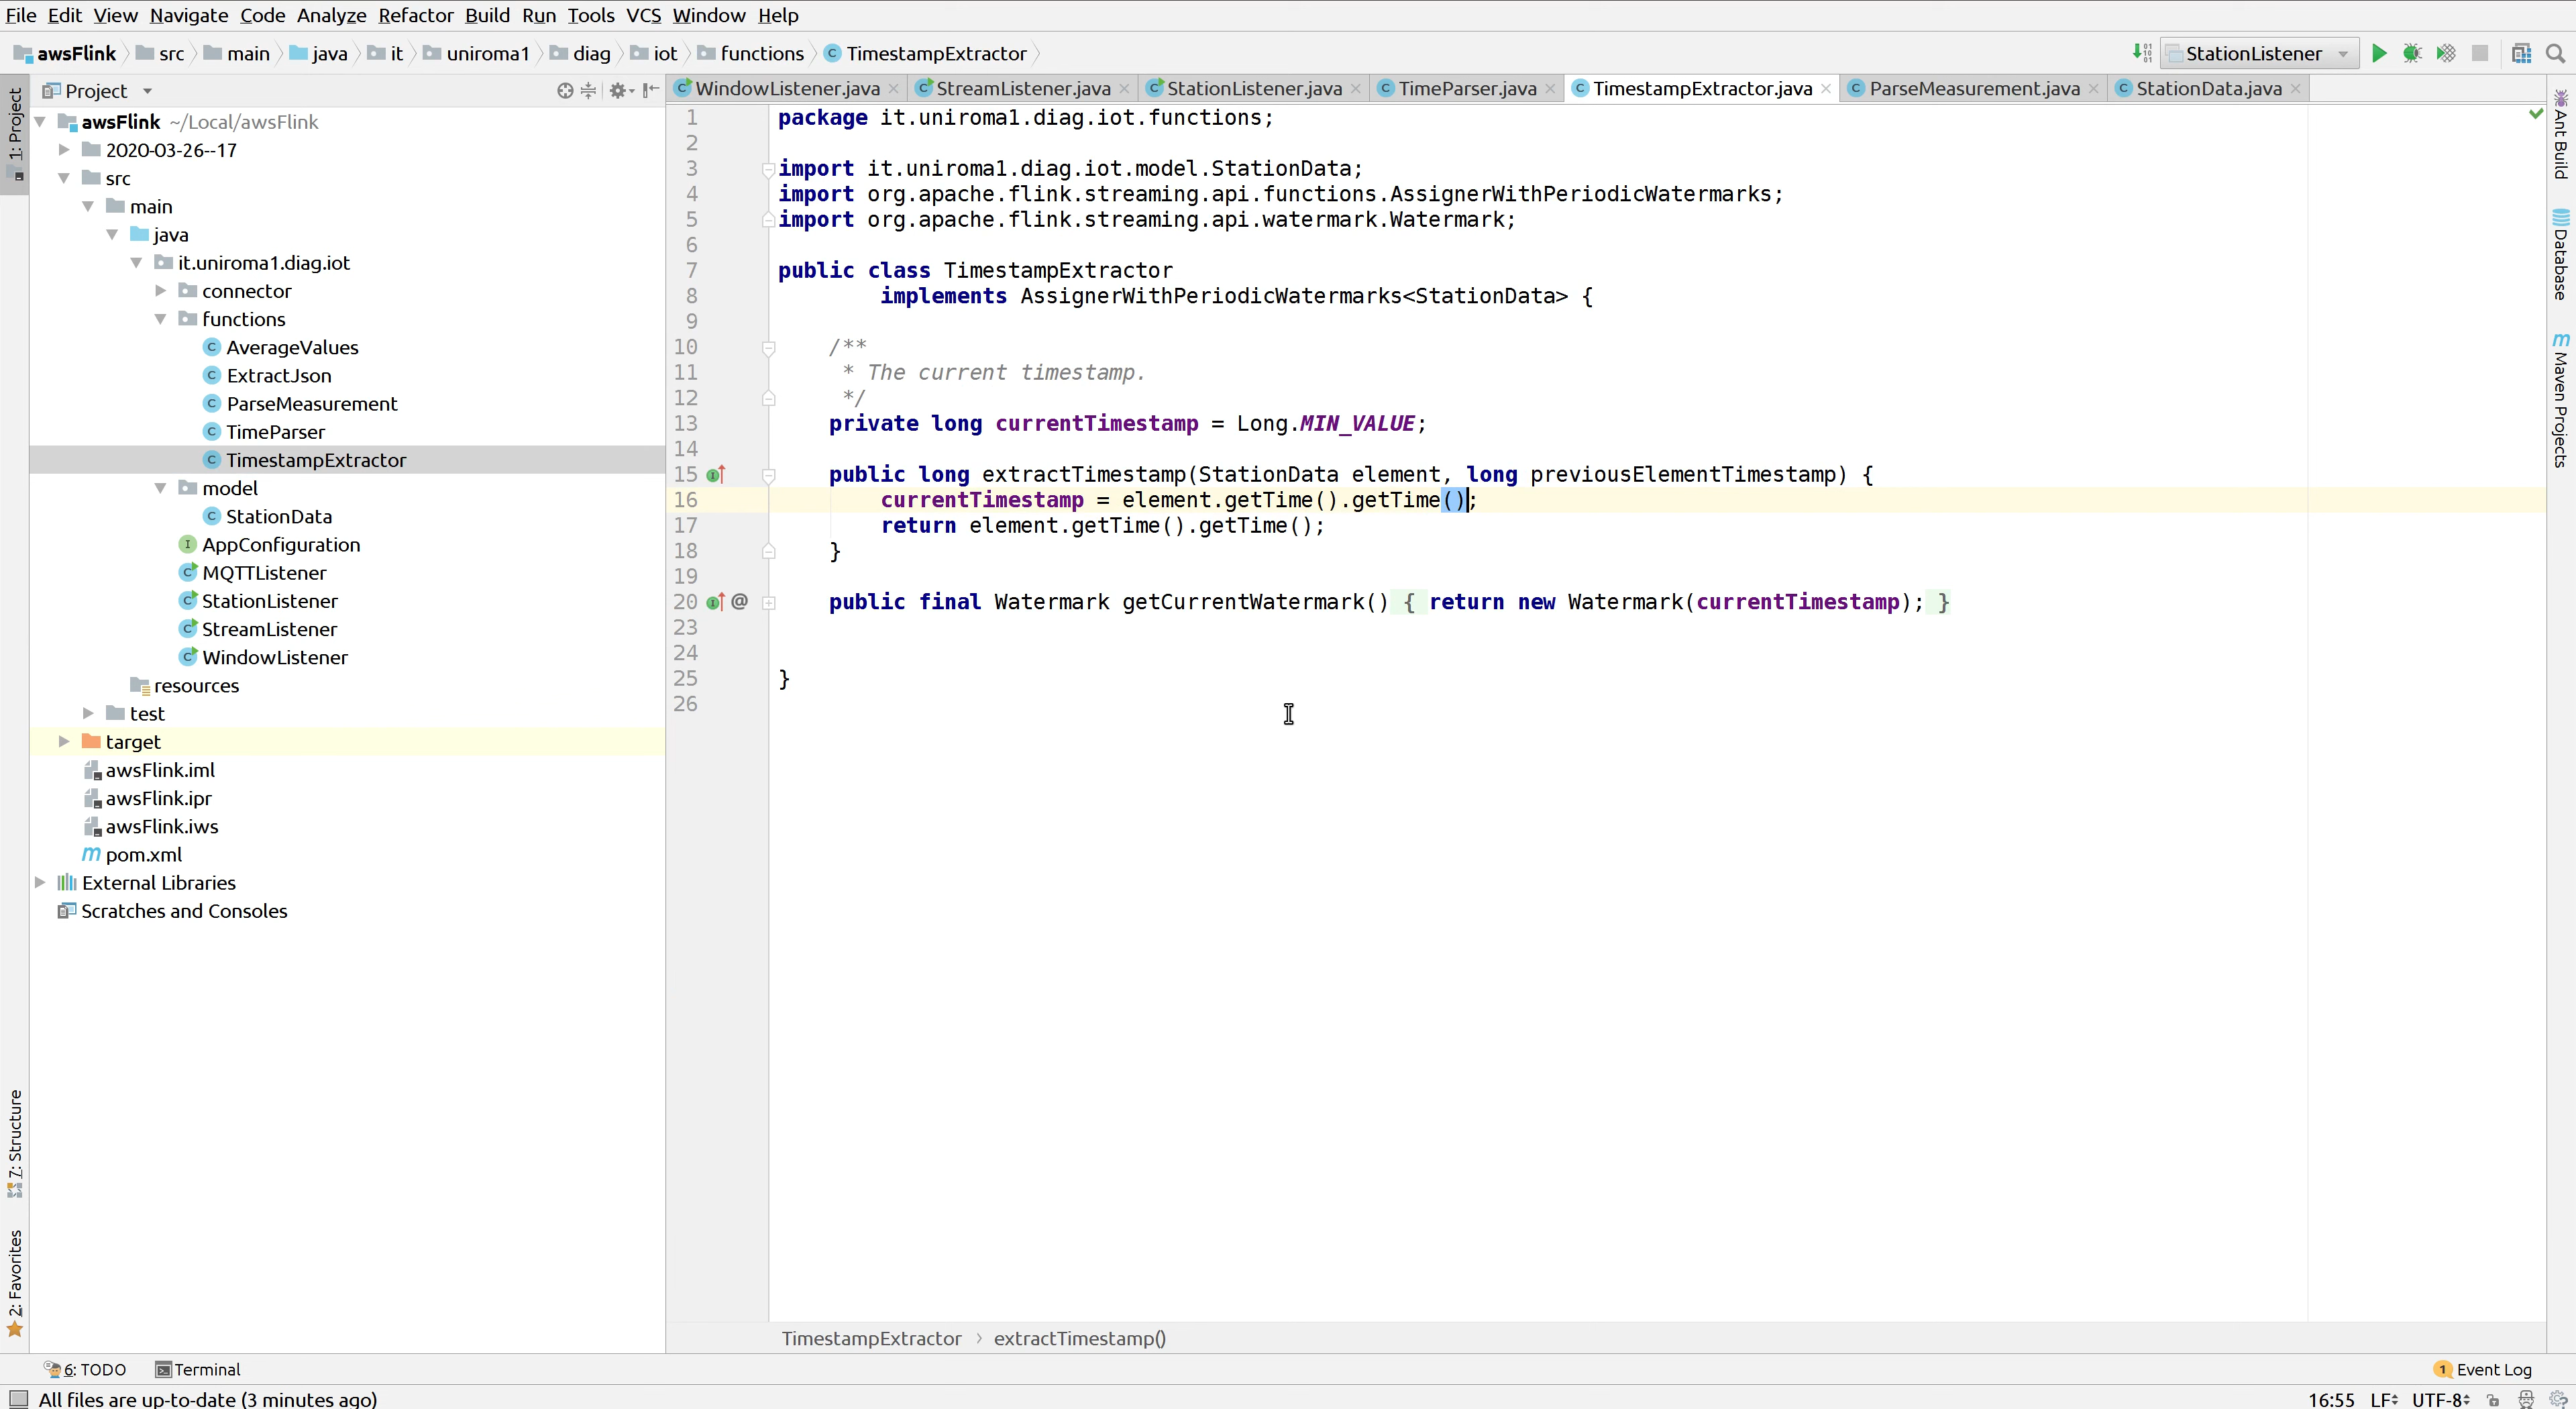 File Edit View Navigate Code Analyze Refactor Build Run Tools VCS Window Help
awsFlink src main java it uniroma1 diag iot functions TimestampExtractor StationListener
Project
WindowListener.java StreamListener.java StationListener.java TimeParser.java TimestampExtractor.java ParseMeasurement.java StationData.java
1: Project
7: Structure
2: Favorites
awsFlink ~/Local/awsFlink
2020-03-26--17
src
main
java
it.uniroma1.diag.iot
connector
functions
AverageValues
ExtractJson
ParseMeasurement
TimeParser
TimestampExtractor
model
StationData
AppConfiguration
MQTTListener
StationListener
StreamListener
WindowListener
resources
test
target
awsFlink.iml
awsFlink.ipr
awsFlink.iws
pom.xml
External Libraries
Scratches and Consoles
1 package it.uniroma1.diag.iot.functions;
2
3 import it.uniroma1.diag.iot.model.StationData;
4 import org.apache.flink.streaming.api.functions.AssignerWithPeriodicWatermarks;
5 import org.apache.flink.streaming.api.watermark.Watermark;
6
7 public class TimestampExtractor
8 implements AssignerWithPeriodicWatermarks<StationData> {
9
10 /**
11 * The current timestamp.
12 */
13 private long currentTimestamp = Long.MIN_VALUE;
14
15 public long extractTimestamp(StationData element, long previousElementTimestamp) {
16 currentTimestamp = element.getTime().getTime();
17 return element.getTime().getTime();
18 }
19
20 @ public final Watermark getCurrentWatermark() { return new Watermark(currentTimestamp); }
23
24
25 }
26
Ant Build
Database
Maven Projects
TimestampExtractor › extractTimestamp()
6: TODO Terminal 1 Event Log
All files are up-to-date (3 minutes ago) 16:55 LF UTF-8